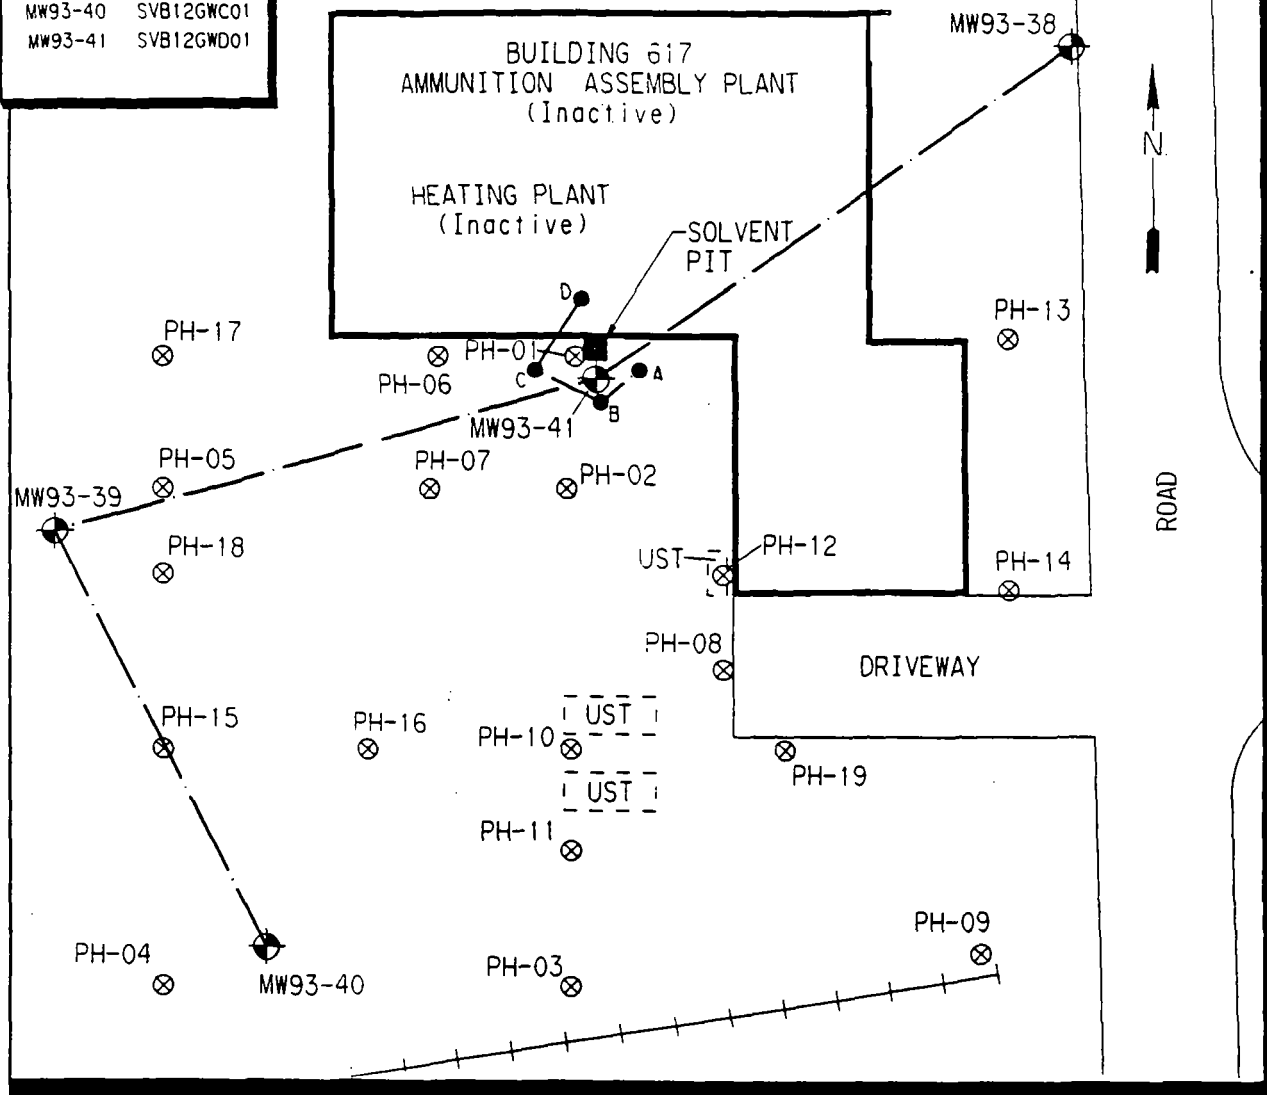 MW93-40 SVB12GWC01
MW93-41 SVB12GWD01
MW93-38
BUILDING 617
AMMUNITION ASSEMBLY PLANT
(Inactive)
N
HEATING PLANT
(Inactive)
SOLVENT
PIT
D
PH-13
PH-17
PH-01
PH-06
C
A
B
MW93-41
PH-05
PH-07
PH-02
MW93-39
ROAD
PH-18
UST
PH-12
PH-14
PH-08
DRIVEWAY
PH-15
PH-16
UST
PH-10
PH-19
UST
PH-11
PH-09
PH-04
PH-03
MW93-40